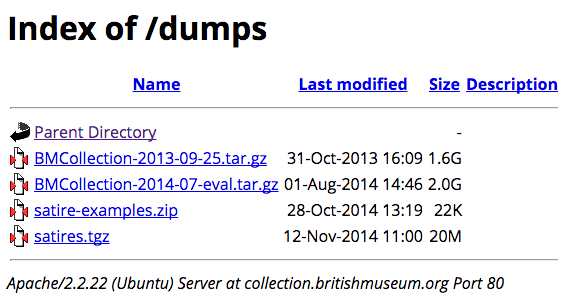 Index of /dumps
Name Last modified Size Description
Parent Directory -
BMCollection-2013-09-25.tar.gz 31-Oct-2013 16:09 1.6G
BMCollection-2014-07-eval.tar.gz 01-Aug-2014 14:46 2.0G
satire-examples.zip 28-Oct-2014 13:19 22K
satires.tgz 12-Nov-2014 11:00 20M
Apache/2.2.22 (Ubuntu) Server at collection.britishmuseum.org Port 80